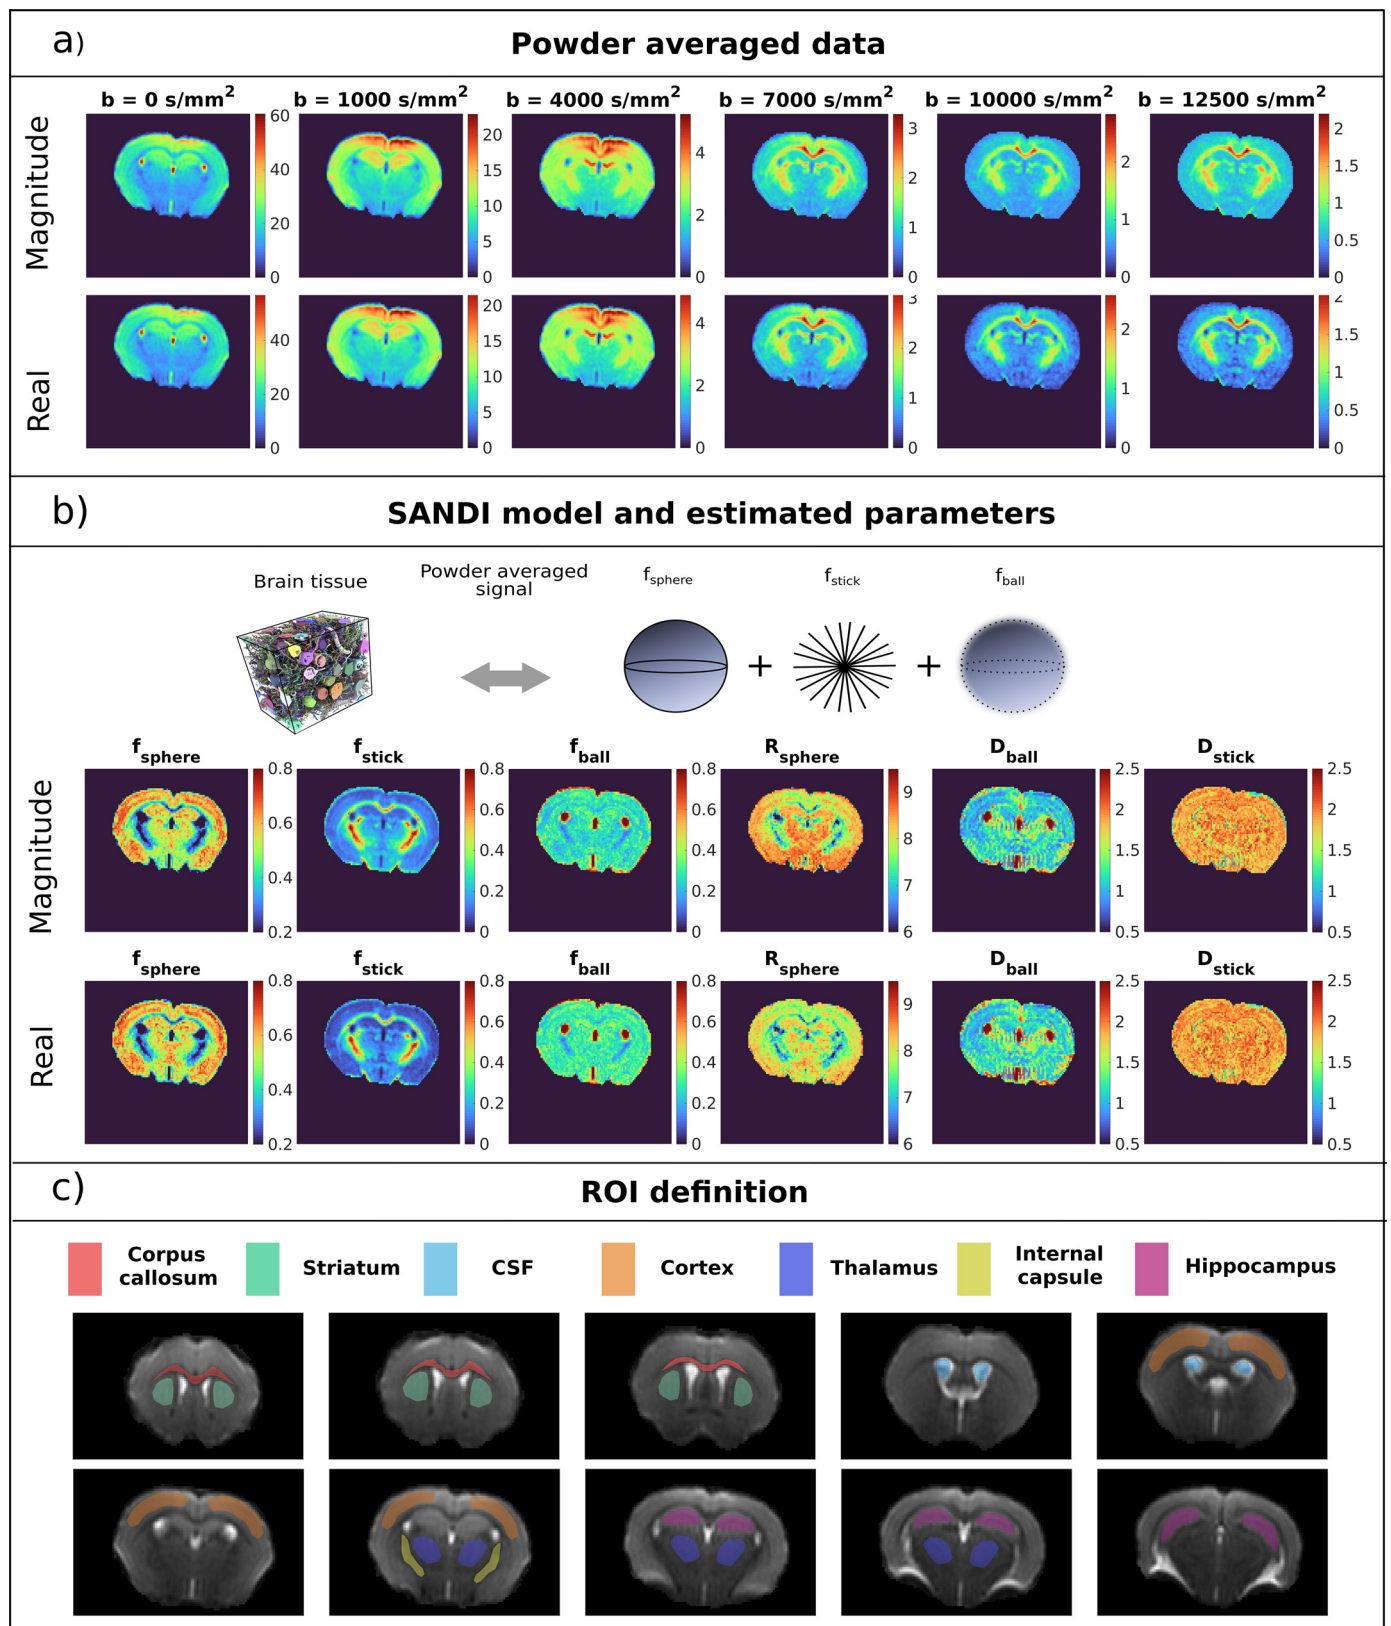 a)
Powder averaged data
b = 0 s/mm²
b = 1000 s/mm²
b = 4000 s/mm²
b = 7000 s/mm²
b = 10000 s/mm²
b = 12500 s/mm²
Magnitude
60
40
20
0
20
15
10
5
0
4
2
0
3
2
1
0
2
1
0
2
1.5
1
0.5
0
Real
40
20
0
20
15
10
5
0
4
2
0
3
2
1
0
2
1
0
2
1.5
1
0.5
0
b)
SANDI model and estimated parameters
Brain tissue
Powder averaged
signal
fsphere
fstick
fball
+
+
Magnitude
fsphere
fstick
fball
Rsphere
Dball
Dstick
0.8
0.6
0.4
0.2
0.8
0.6
0.4
0.2
0
0.8
0.6
0.4
0.2
0
9
8
7
6
2.5
2
1.5
1
0.5
2.5
2
1.5
1
0.5
Real
fsphere
fstick
fball
Rsphere
Dball
Dstick
0.8
0.6
0.4
0.2
0.8
0.6
0.4
0.2
0
0.8
0.6
0.4
0.2
0
9
8
7
6
2.5
2
1.5
1
0.5
2.5
2
1.5
1
0.5
c)
ROI definition
Corpus
callosum
Striatum
CSF
Cortex
Thalamus
Internal
capsule
Hippocampus